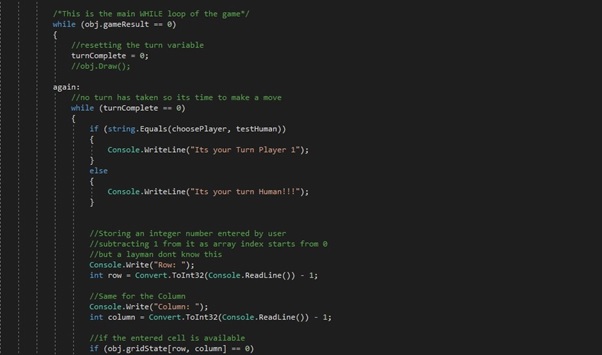 /*This is the main WHILE loop of the game*/
while (obj.gameResult == 0)
{
//resetting the turn variable
turnComplete = 0;
//obj.Draw();
again:
//no turn has taken so its time to make a move
while (turnComplete == 0)
{
if (string.Equals(choosePlayer, testHuman))
{
Console.WriteLine("Its your Turn Player 1");
}
else
{
Console.WriteLine("Its your turn Human!!!");
}
//Storing an integer number entered by user
//subtracting 1 from it as array index starts from 0
//but a layman dont know this
Console.Write("Row: ");
int row = Convert.ToInt32(Console.ReadLine()) - 1;
//Same for the Column
Console.Write("Column: ");
int column = Convert.ToInt32(Console.ReadLine()) - 1;
//if the entered cell is available
if (obj.gridState[row, column] == 0)